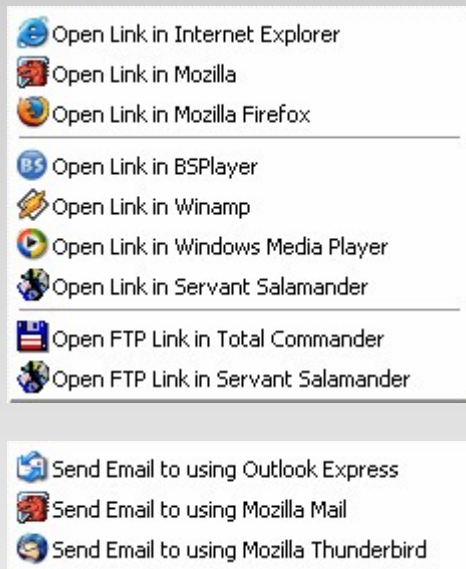 Open Link in Internet Explorer
Open Link in Mozilla
Open Link in Mozilla Firefox
BS Open Link in BSPlayer
Open Link in Winamp
Open Link in Windows Media Player
Open Link in Servant Salamander
Open FTP Link in Total Commander
Open FTP Link in Servant Salamander
Send Email to using Outlook Express
Send Email to using Mozilla Mail
Send Email to using Mozilla Thunderbird